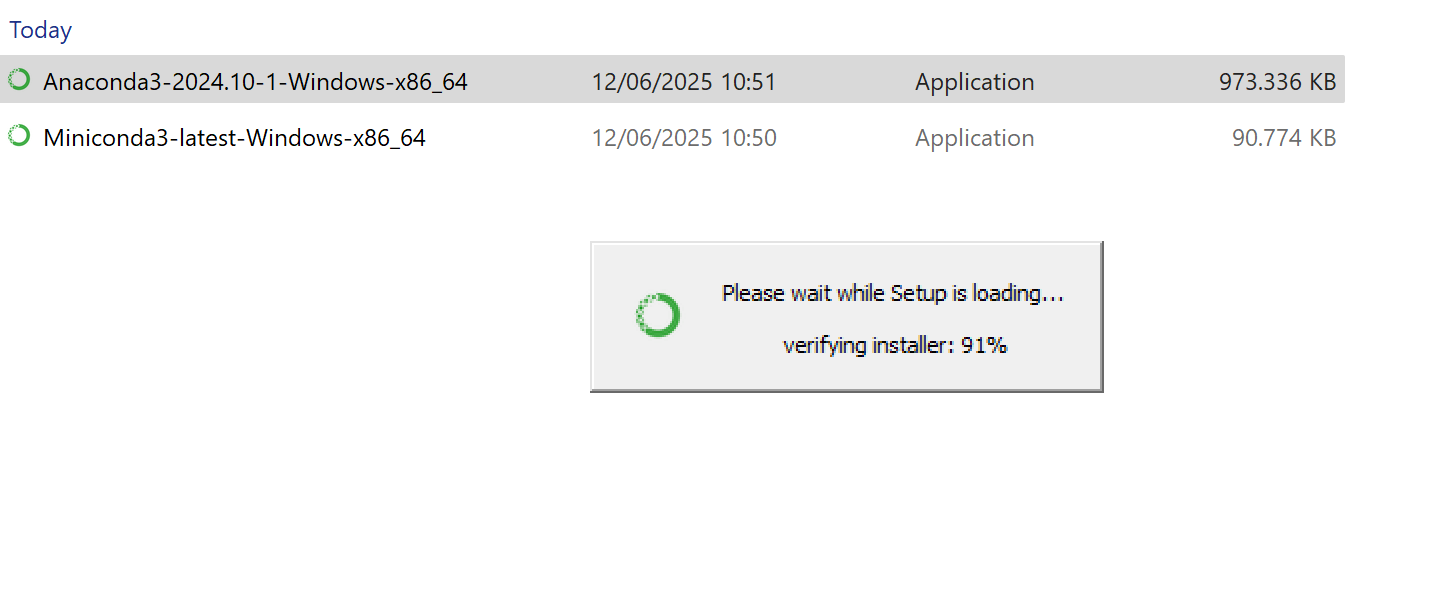 Today
Anaconda3-2024.10-1-Windows-x86_64 12/06/2025 10:51 Application 973.336 KB
Miniconda3-latest-Windows-x86_64 12/06/2025 10:50 Application 90.774 KB
Please wait while Setup is loading...
verifying installer: 91%